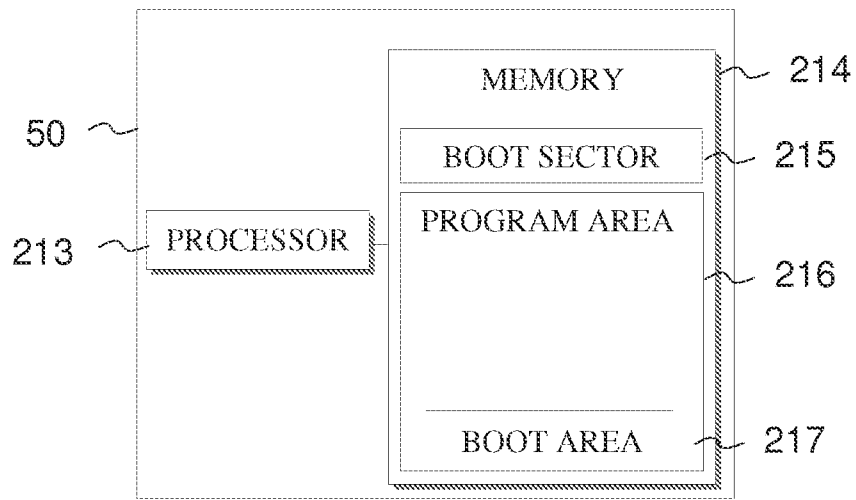 MEMORY
214
50
BOOT SECTOR
215
PROGRAM AREA
PROCESSOR
213
216
BOOT AREA
217